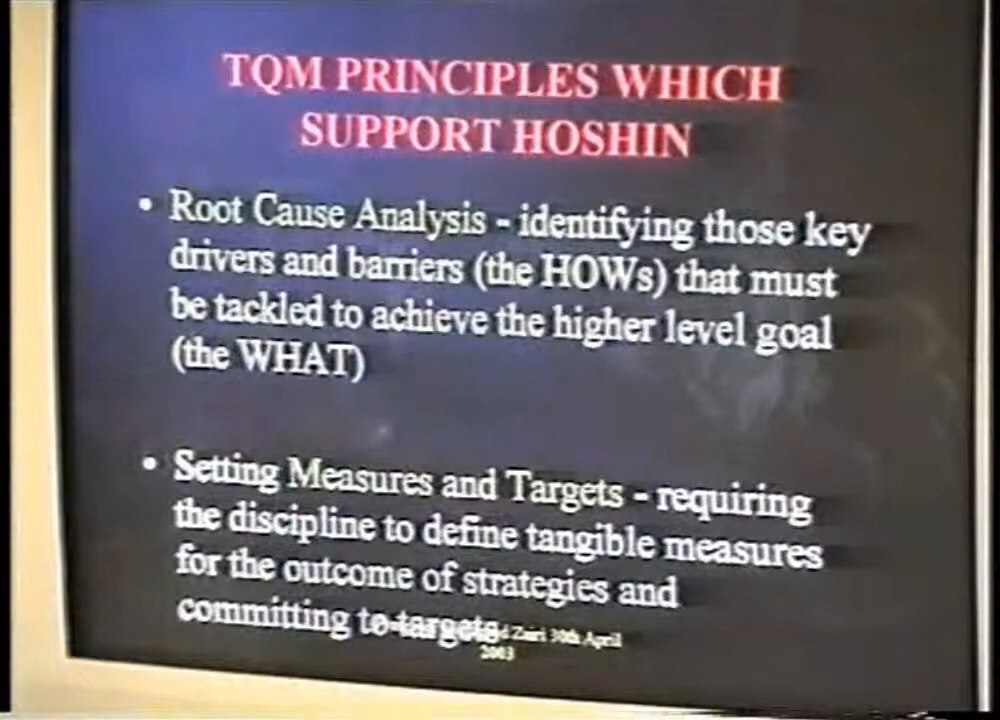 TQM PRINCIPLES WHICH
SUPPORT HOSHIN
• Root Cause Analysis - identifying those key
drivers and barriers (the HOWs) that must
be tackled to achieve the higher level goal
(the WHAT)
• Setting Measures and Targets - requiring
the discipline to define tangible measures
for the outcome of strategies and
committing to targets
Zairi 30th April
2003